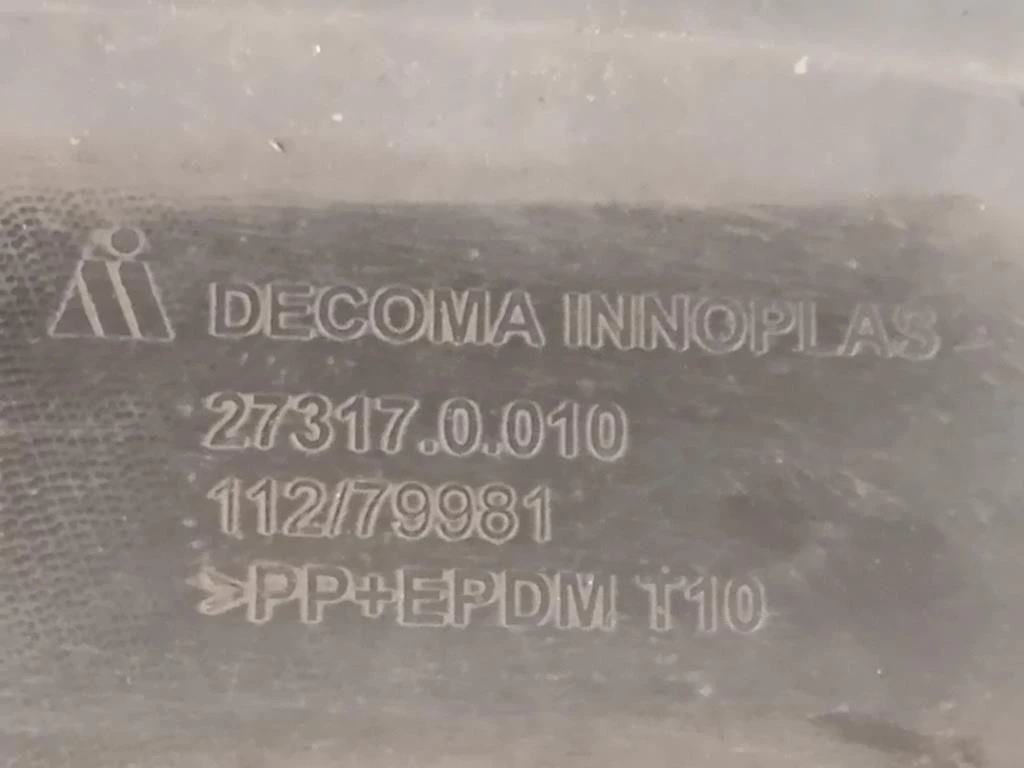 DECOMA INNOPLAS
27317.0.010
112/79981
>PP+EPDM T10